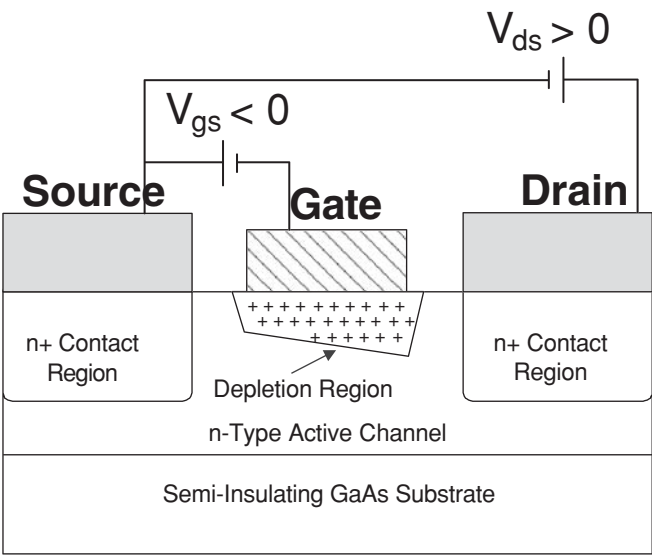 V_ds > 0
V_gs < 0
Source
Gate
Drain
+ + + + + + + + + +
+ + + + + + + + + +
+ + + + + +
n+ Contact
Region
n+ Contact
Region
Depletion Region
n-Type Active Channel
Semi-Insulating GaAs Substrate